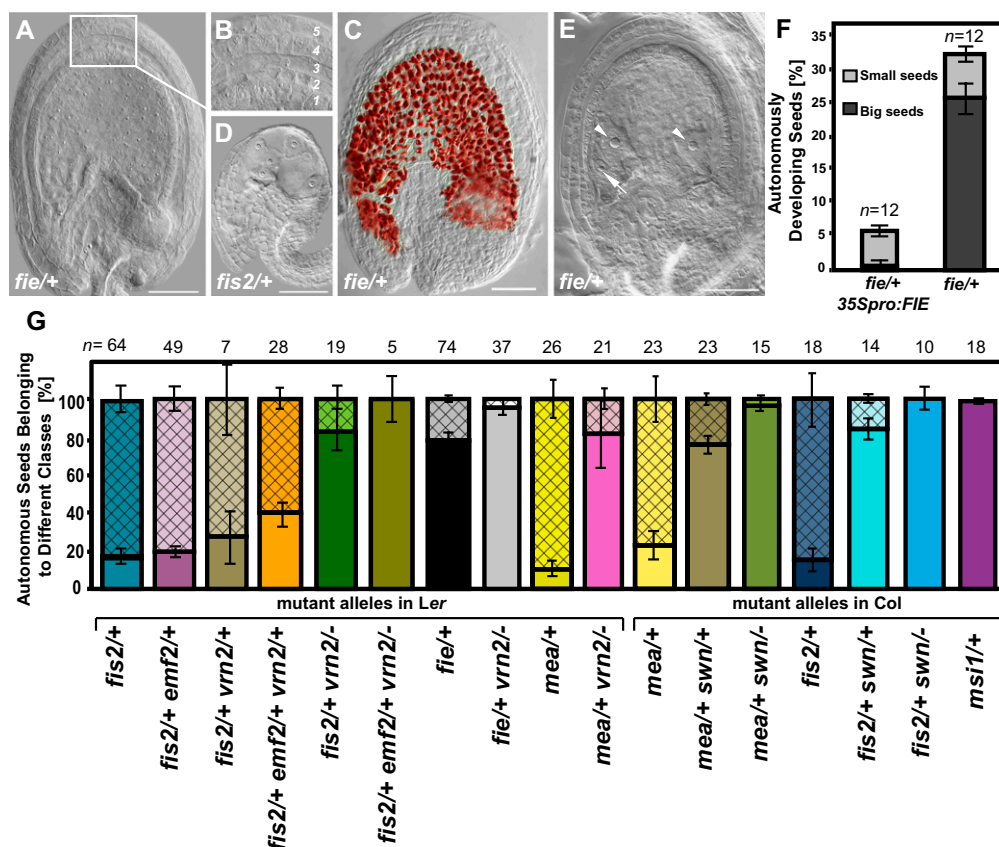 A
B
5
4
3
2
1
C
D
E
F
fie/+
fis2/+
fie/+
fie/+
Autonomously
Developing Seeds [%]
35
30
25
20
15
10
5
0
n=12
n=12
Small seeds
Big seeds
fie/+
35Spro:FIE
fie/+
G
n= 64 49 7 28 19 5 74 37 26 21 23 23 15 18 14 10 18
Autonomous Seeds Belonging
to Different Classes [%]
100
80
60
40
20
0
mutant alleles in Ler
mutant alleles in Col
fis2/+
fis2/+ emf2/+
fis2/+ vrn2/+
fis2/+ emf2/+ vrn2/+
fis2/+ vrn2/-
fis2/+ emf2/+ vrn2/-
fie/+
fie/+ vrn2/-
mea/+
mea/+ vrn2/-
mea/+
mea/+ swn/+
mea/+ swn/-
fis2/+
fis2/+ swn/+
fis2/+ swn/-
msi1/+